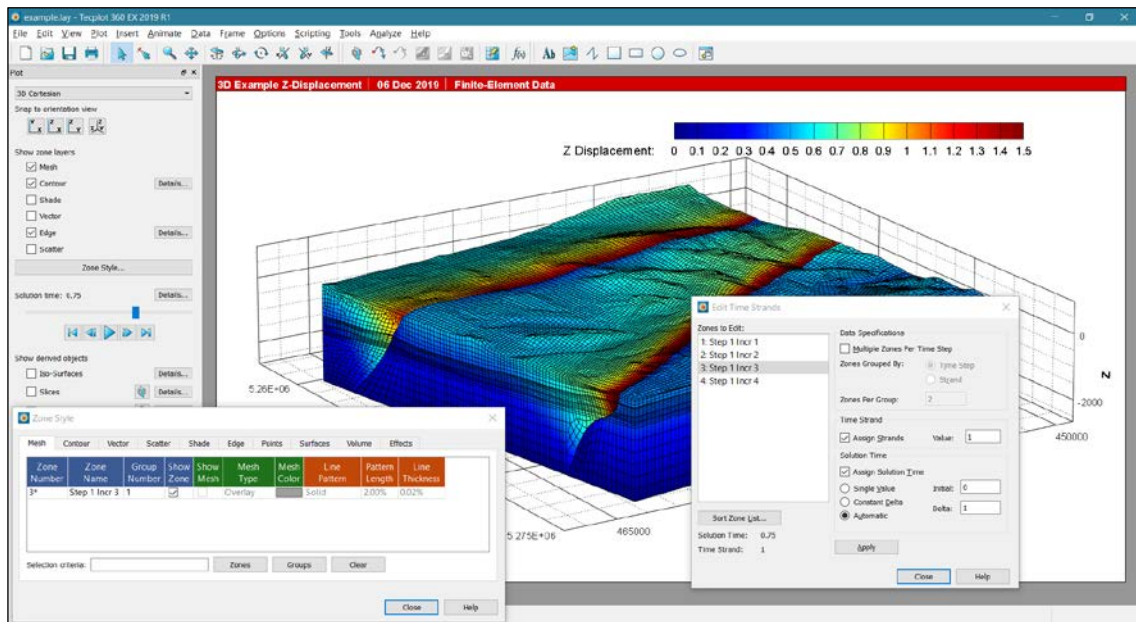 example.lay - Tecplot 360 EX 2019 R1
File Edit View Plot Insert Animate Data Frame Options Scripting Tools Analyze Help
Plot
3D Cartesian
Snap to orientation view
Show zone layers
Mesh
Contour Details...
Shade
Vector
Edge Details...
Scatter
Zone Style...
Solution time: 0.75 Details...
Show derived objects
Iso-Surfaces Details...
Slices Details...
3D Example Z-Displacement | 06 Dec 2019 | Finite-Element Data
Z Displacement: 0 0.1 0.2 0.3 0.4 0.5 0.6 0.7 0.8 0.9 1 1.1 1.2 1.3 1.4 1.5
5.26E+06
5.275E+06
465000
450000
0
-2000
Z
Zone Style
Mesh Contour Vector Scatter Shade Edge Points Surfaces Volume Effects
Zone Number Zone Name Group Number Show Zone Show Mesh Mesh Type Mesh Color Line Pattern Pattern Length Line Thickness
3* Step 1 Incr 3 1 Overlay Solid 2.00% 0.02%
Selection criteria: Zones Groups Clear
Close Help
Edit Time Strands
Zones to Edit:
1: Step 1 Incr 1
2: Step 1 Incr 2
3: Step 1 Incr 3
4: Step 1 Incr 4
Sort Zone List...
Solution Time: 0.75
Time Strand: 1
Data Specifications
Multiple Zones Per Time Step
Zones Grouped By: Time Step
Strand
Zones Per Group: 2
Time Strand
Assign Strands Value: 1
Solution Time
Assign Solution Time
Single Value Initial: 0
Constant Delta Delta: 1
Automatic
Apply
Close Help